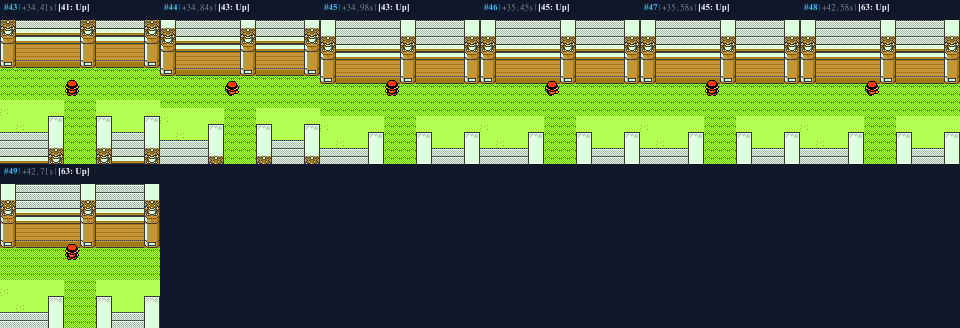 #43|+34.41s|[41: Up]
#44|+34.84s|[43: Up]
#45|+34.98s|[43: Up]
#46|+35.45s|[45: Up]
#47|+35.58s|[45: Up]
#48|+42.58s|[63: Up]
#49|+42.71s|[63: Up]